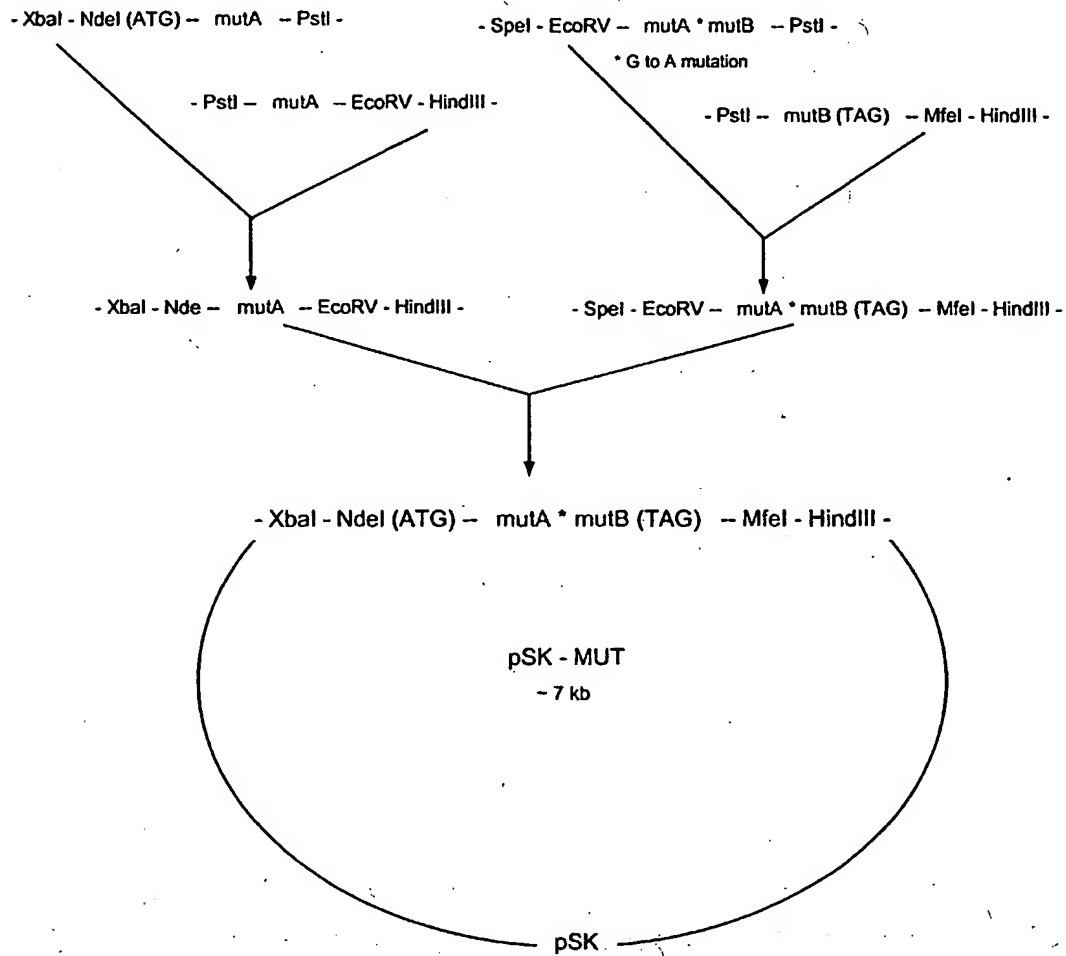 - XbaI - NdeI (ATG) -- mutA -- PstI -
- SpeI - EcoRV -- mutA * mutB -- PstI -
* G to A mutation
- PstI -- mutA -- EcoRV - HindIII -
- PstI -- mutB (TAG) -- MfeI - HindIII -
- XbaI - Nde -- mutA -- EcoRV - HindIII -
- SpeI - EcoRV -- mutA * mutB (TAG) -- MfeI - HindIII -
- XbaI - NdeI (ATG) -- mutA * mutB (TAG) -- MfeI - HindIII -
pSK - MUT
~ 7 kb
pSK